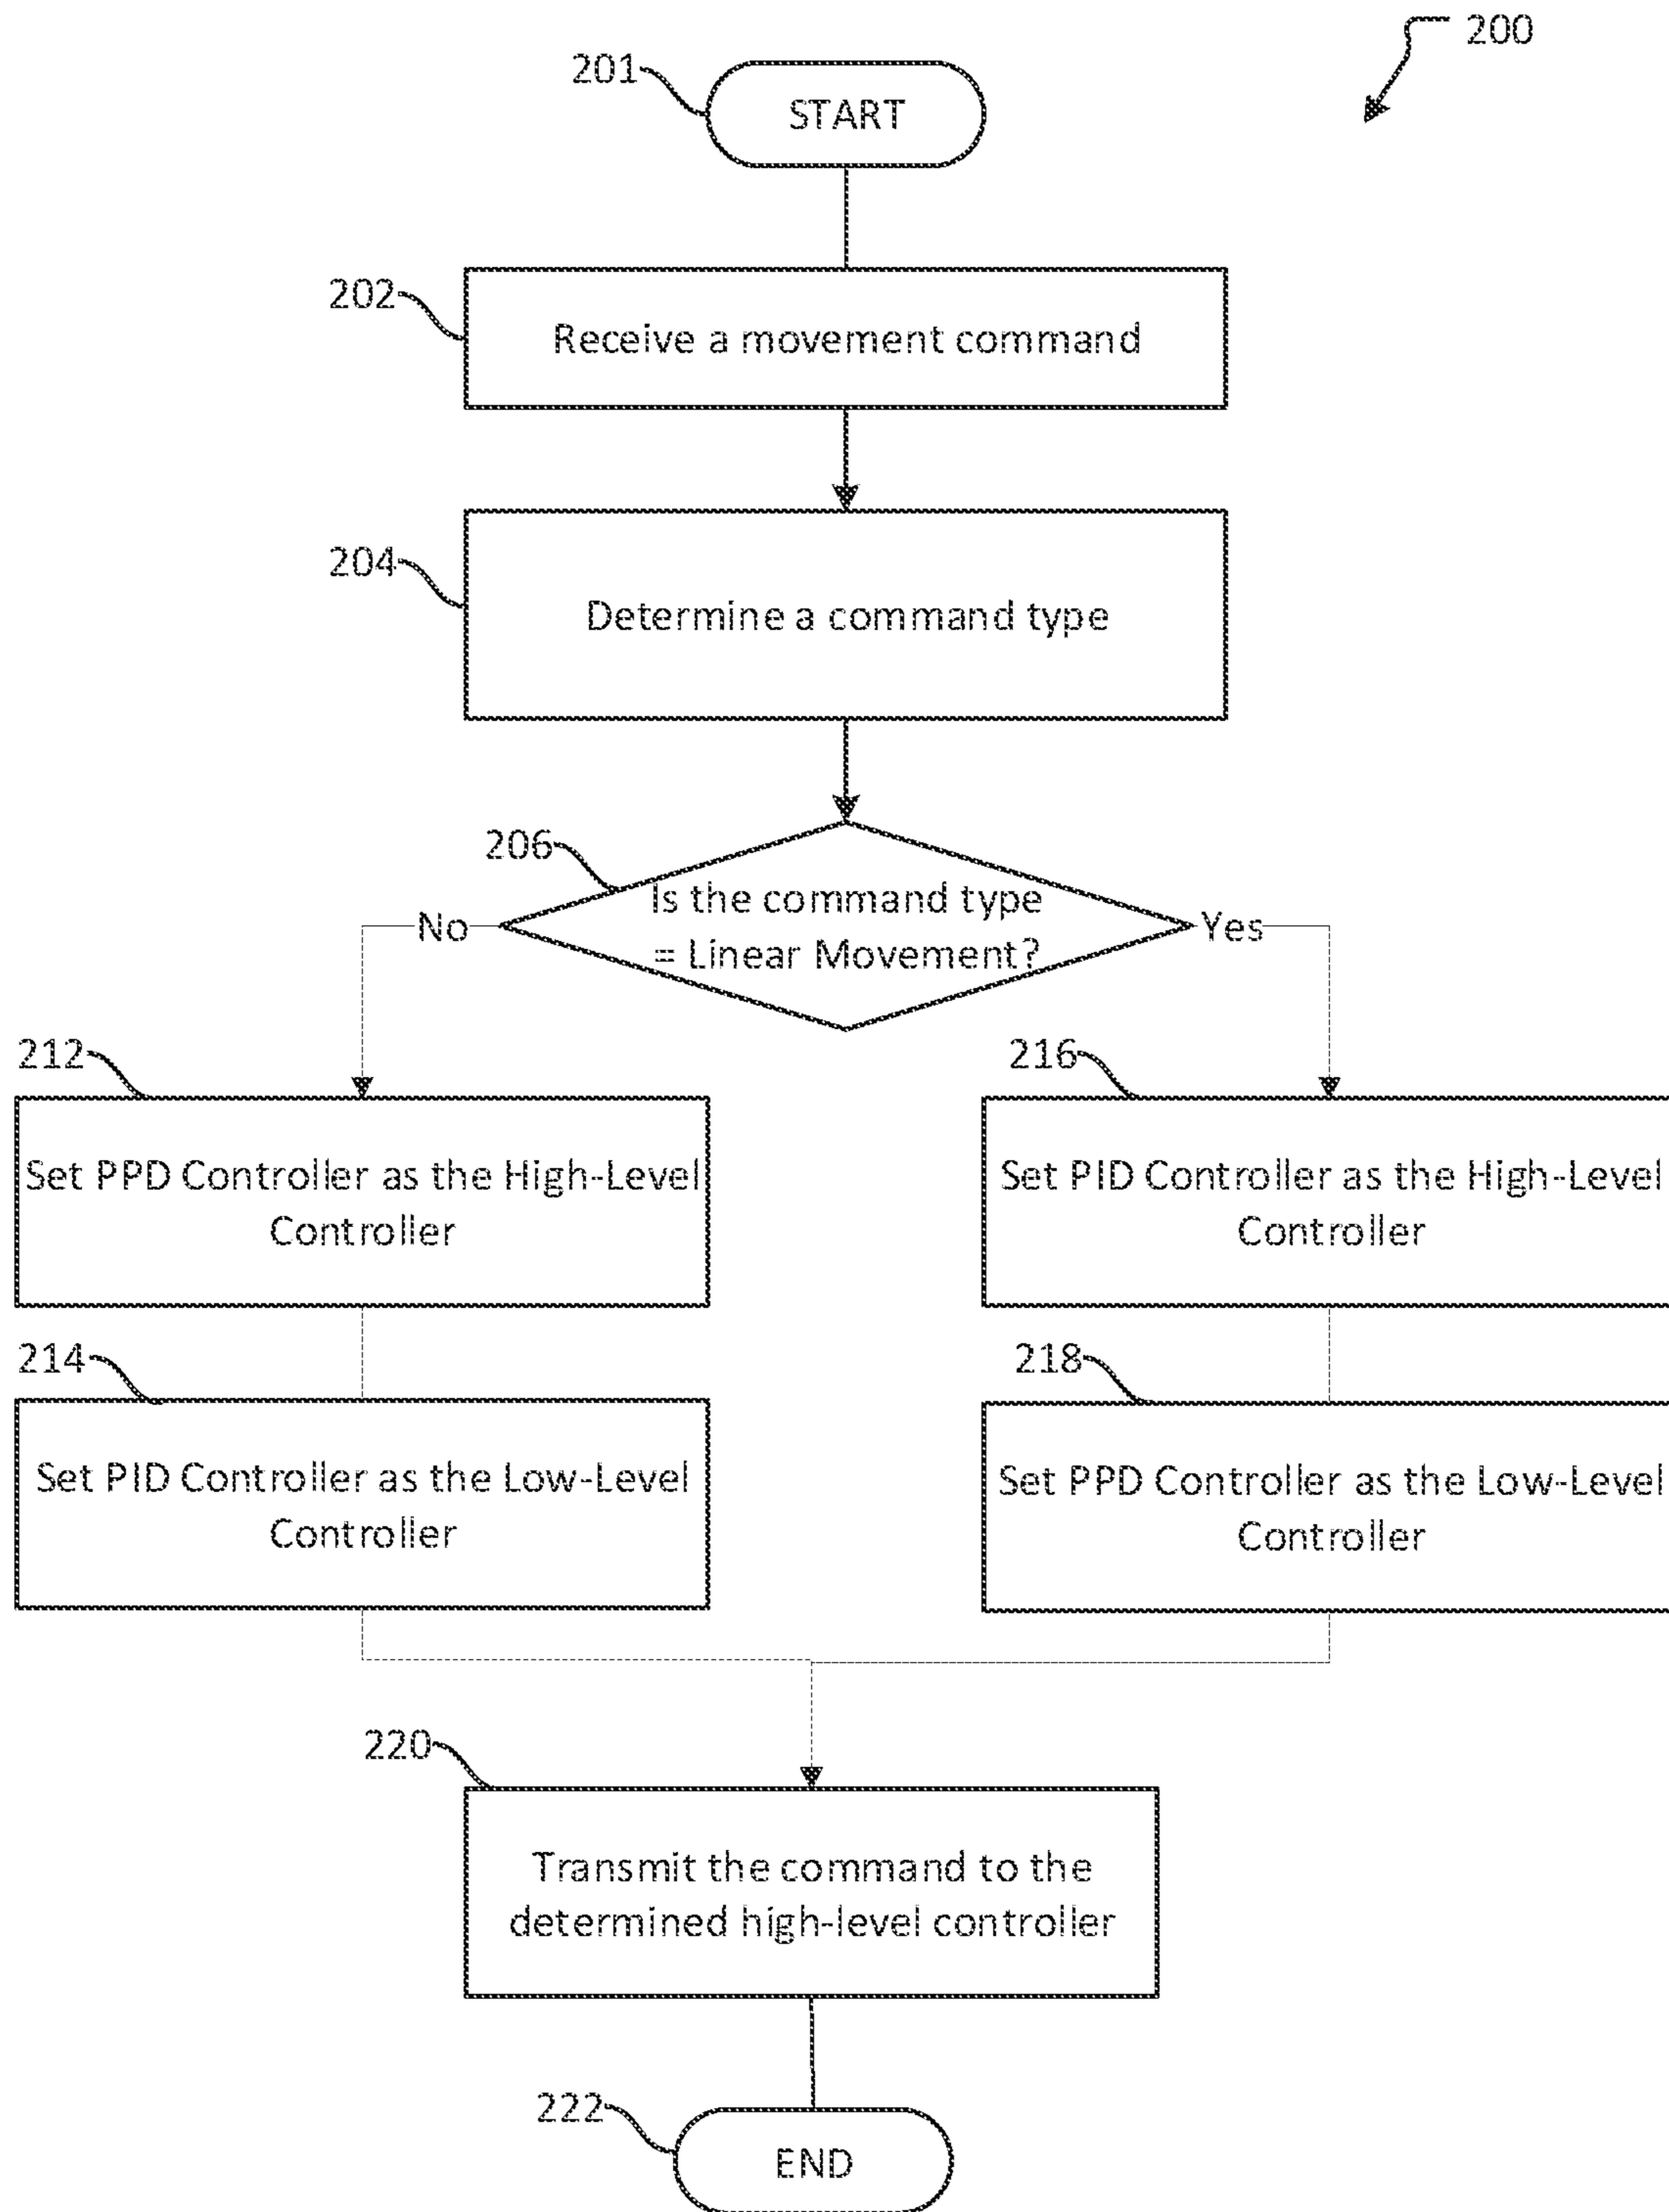 200
201
START
202
Receive a movement command
204
Determine a command type
206
Is the command type
= Linear Movement?
No
Yes
212
Set PPD Controller as the High-Level
Controller
216
Set PID Controller as the High-Level
Controller
214
Set PID Controller as the Low-Level
Controller
218
Set PPD Controller as the Low-Level
Controller
220
Transmit the command to the
determined high-level controller
222
END